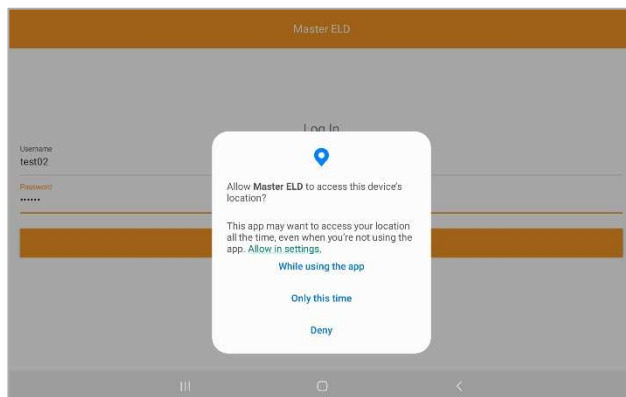 Master ELD
Log In
Username
test02
Password
••••••
Allow Master ELD to access this device's
location?
This app may want to access your location
all the time, even when you're not using the
app. Allow in settings.
While using the app
Only this time
Deny